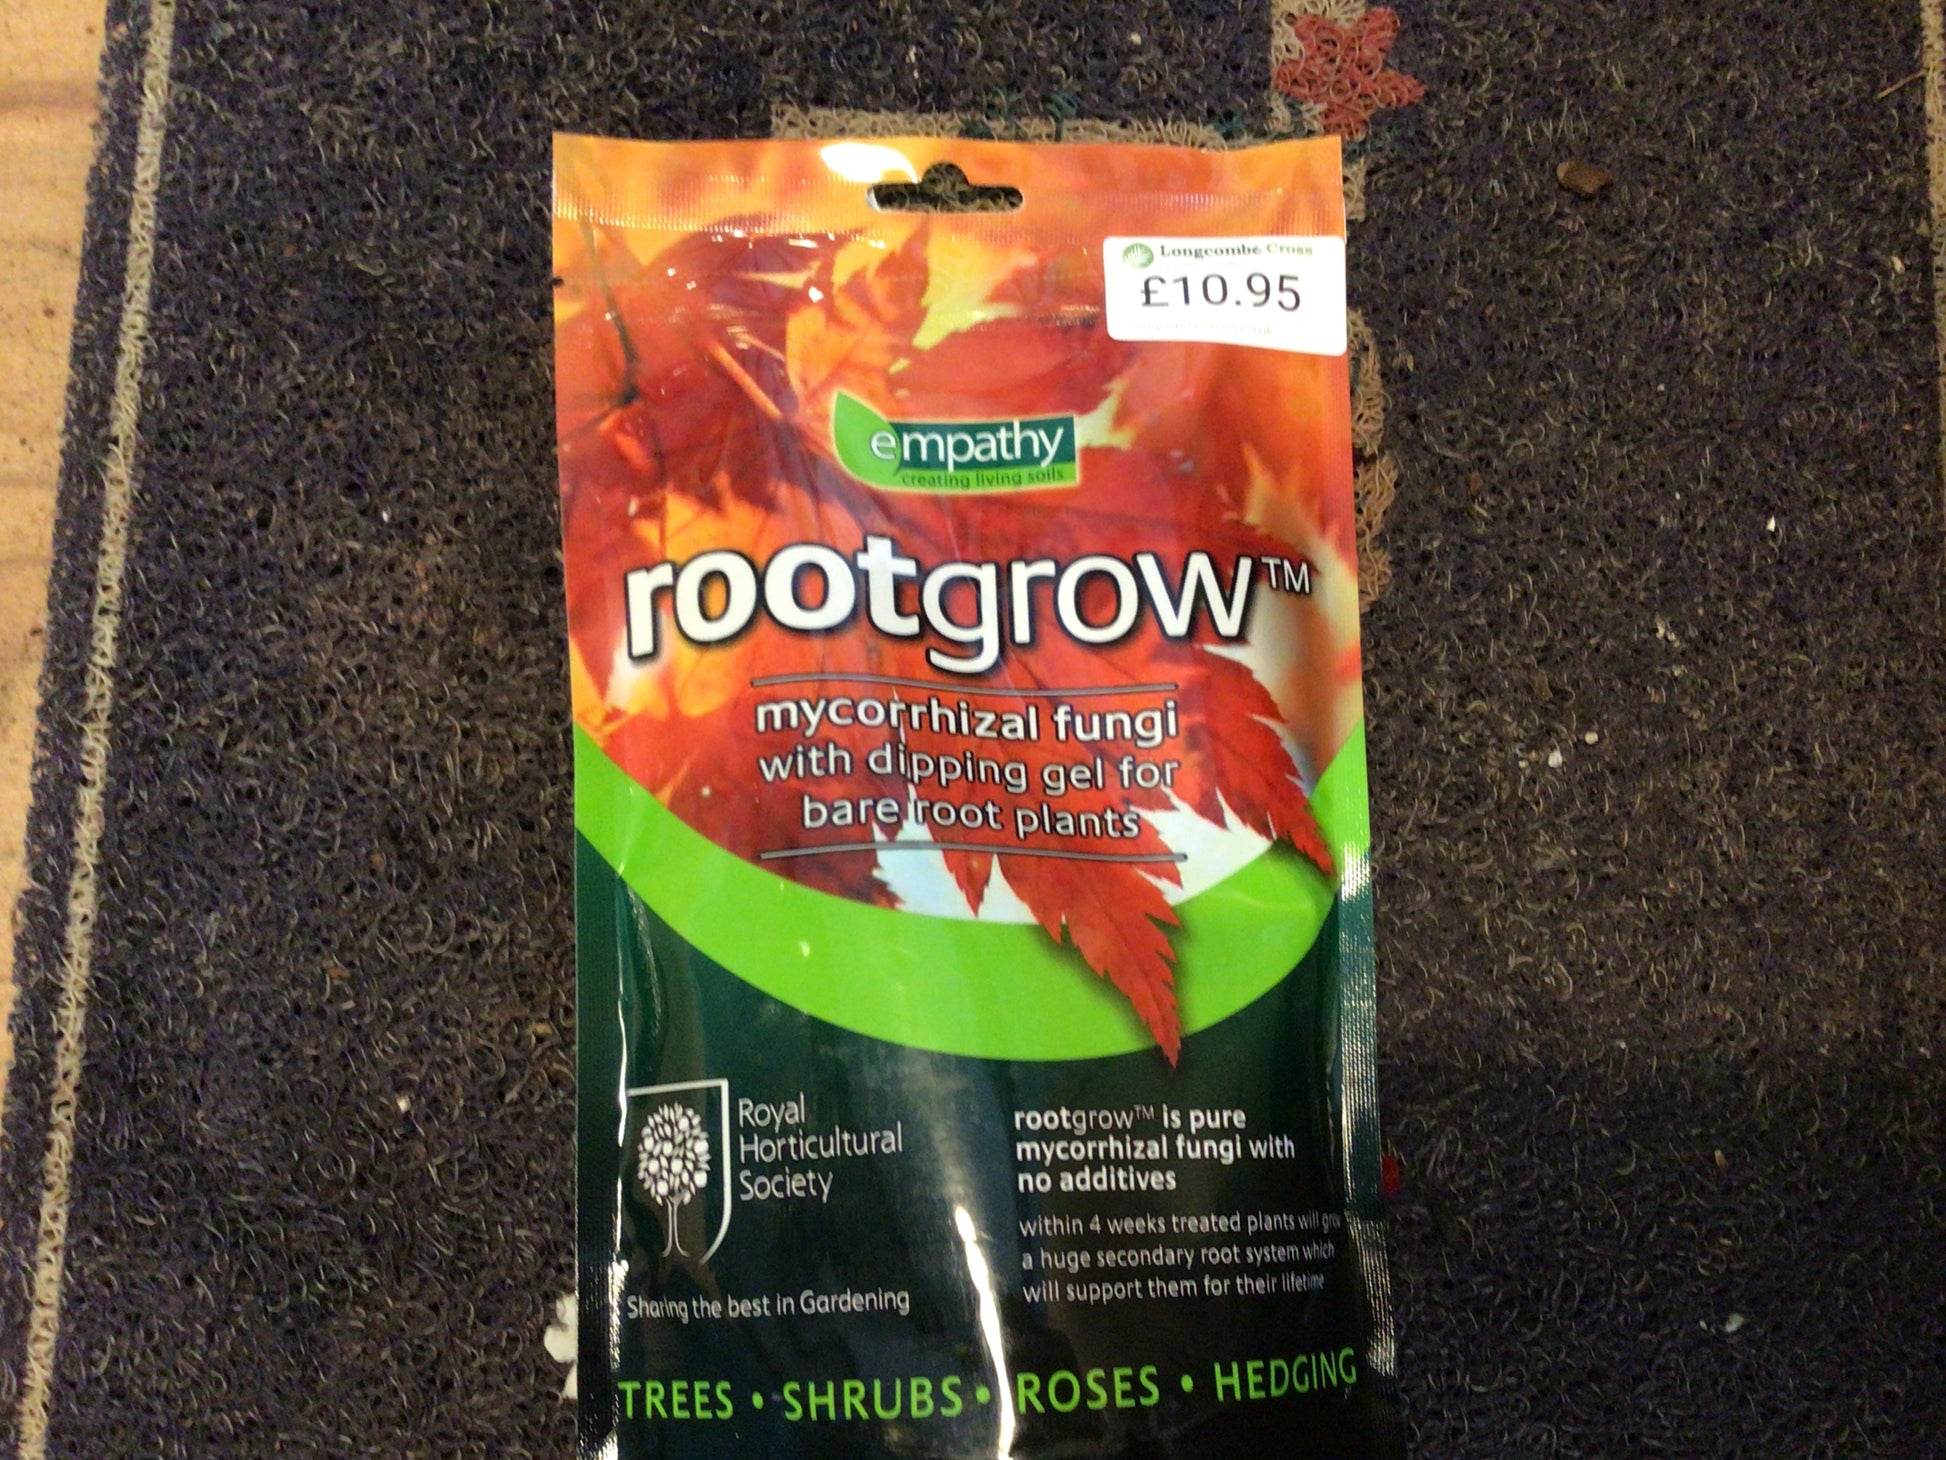 Longcombe Cross
£10.95
empathy
creating living soils
rootgrow™
mycorrhizal fungi
with dipping gel for
bare root plants
Royal
Horticultural
Society
Sharing the best in Gardening
rootgrow™ is pure
mycorrhizal fungi with
no additives
within 4 weeks treated plants will grow
a huge secondary root system which
will support them for their lifetime
TREES • SHRUBS • ROSES • HEDGING